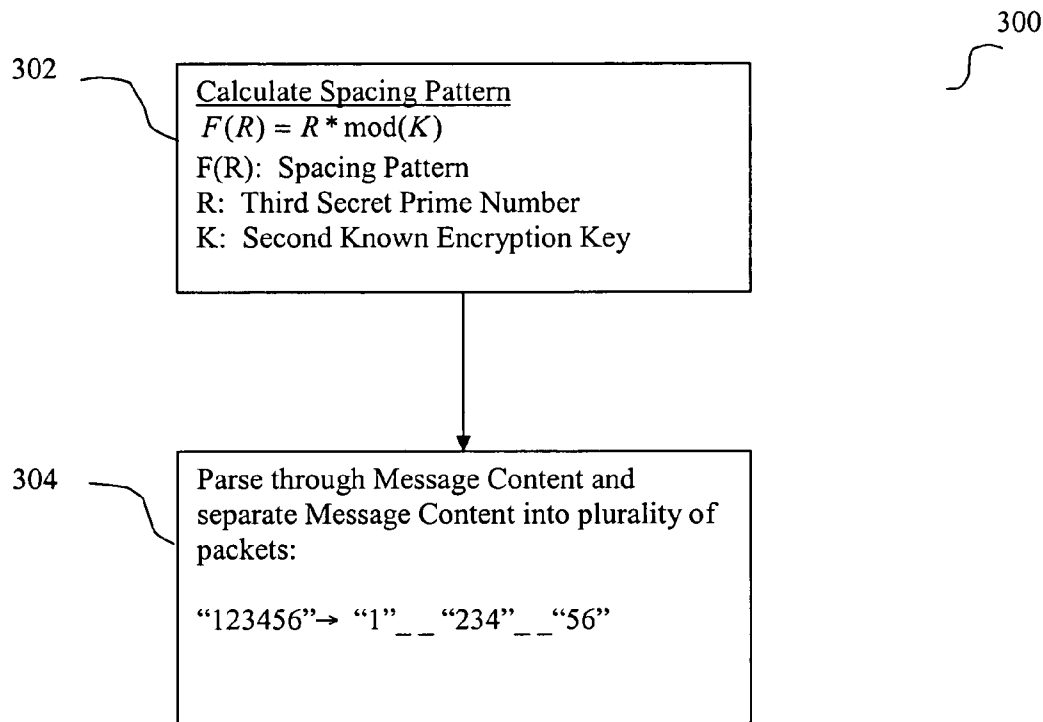 300
302
Calculate Spacing Pattern
F(R) = R * mod(K)
F(R): Spacing Pattern
R: Third Secret Prime Number
K: Second Known Encryption Key
304
Parse through Message Content and
separate Message Content into plurality of
packets:
“123456”→ “1”_ _ “234”_ _“56”